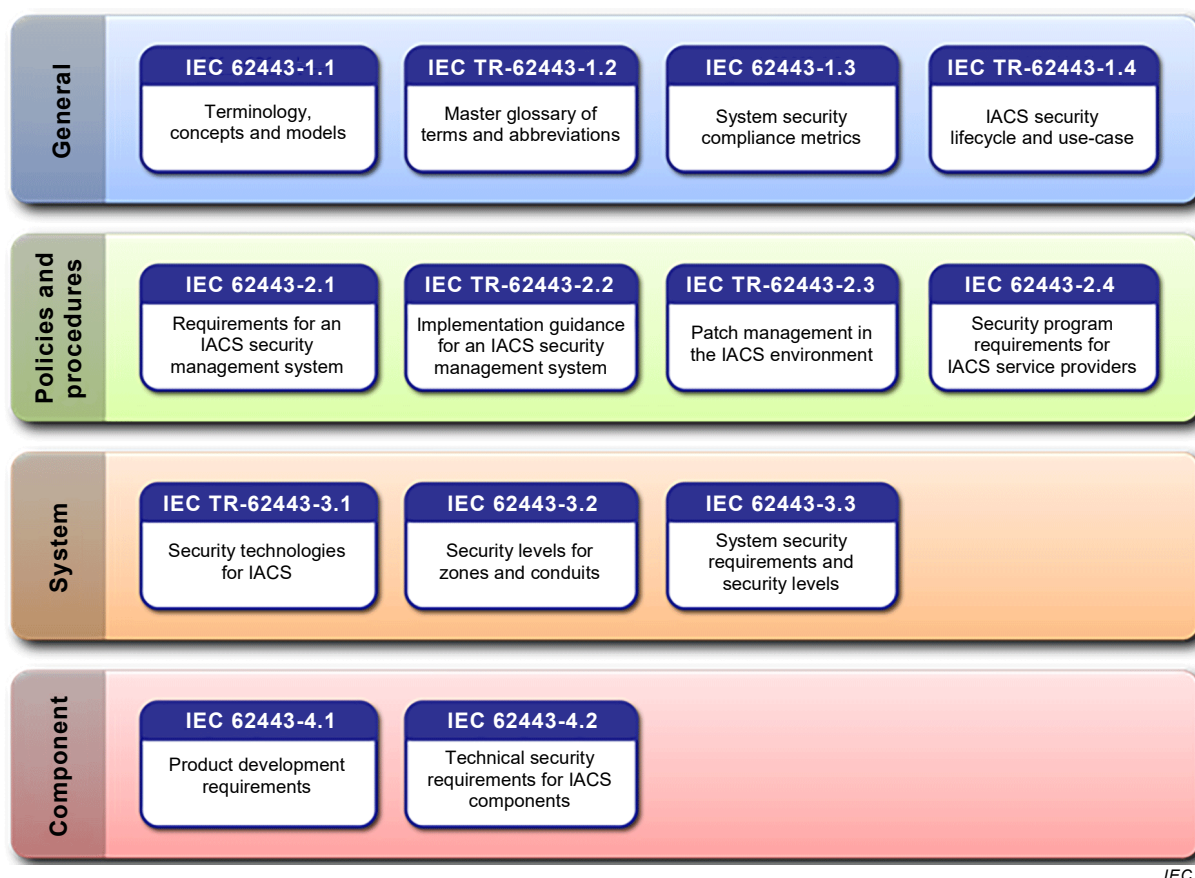 General
IEC 62443-1.1
Terminology,
concepts and models
IEC TR-62443-1.2
Master glossary of
terms and abbreviations
IEC 62443-1.3
System security
compliance metrics
IEC TR-62443-1.4
IACS security
lifecycle and use-case
Policies and
procedures
IEC 62443-2.1
Requirements for an
IACS security
management system
IEC TR-62443-2.2
Implementation guidance
for an IACS security
management system
IEC TR-62443-2.3
Patch management in
the IACS environment
IEC 62443-2.4
Security program
requirements for
IACS service providers
System
IEC TR-62443-3.1
Security technologies
for IACS
IEC 62443-3.2
Security levels for
zones and conduits
IEC 62443-3.3
System security
requirements and
security levels
Component
IEC 62443-4.1
Product development
requirements
IEC 62443-4.2
Technical security
requirements for IACS
components
IEC